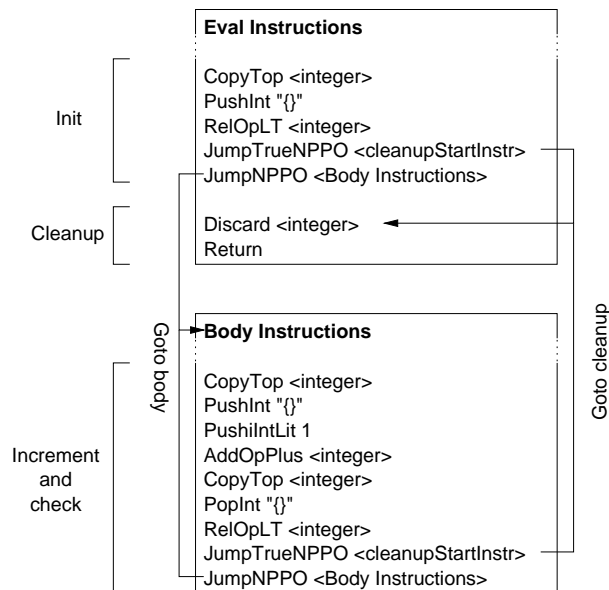 Eval Instructions
Init
CopyTop <integer>
PushInt "{}"
RelOpLT <integer>
JumpTrueNPPO <cleanupStartInstr>
JumpNPPO <Body Instructions>
Cleanup
Discard <integer>
Return
Goto body
Goto cleanup
Body Instructions
Increment
and
check
CopyTop <integer>
PushInt "{}"
PushiIntLit 1
AddOpPlus <integer>
CopyTop <integer>
PopInt "{}"
RelOpLT <integer>
JumpTrueNPPO <cleanupStartInstr>
JumpNPPO <Body Instructions>